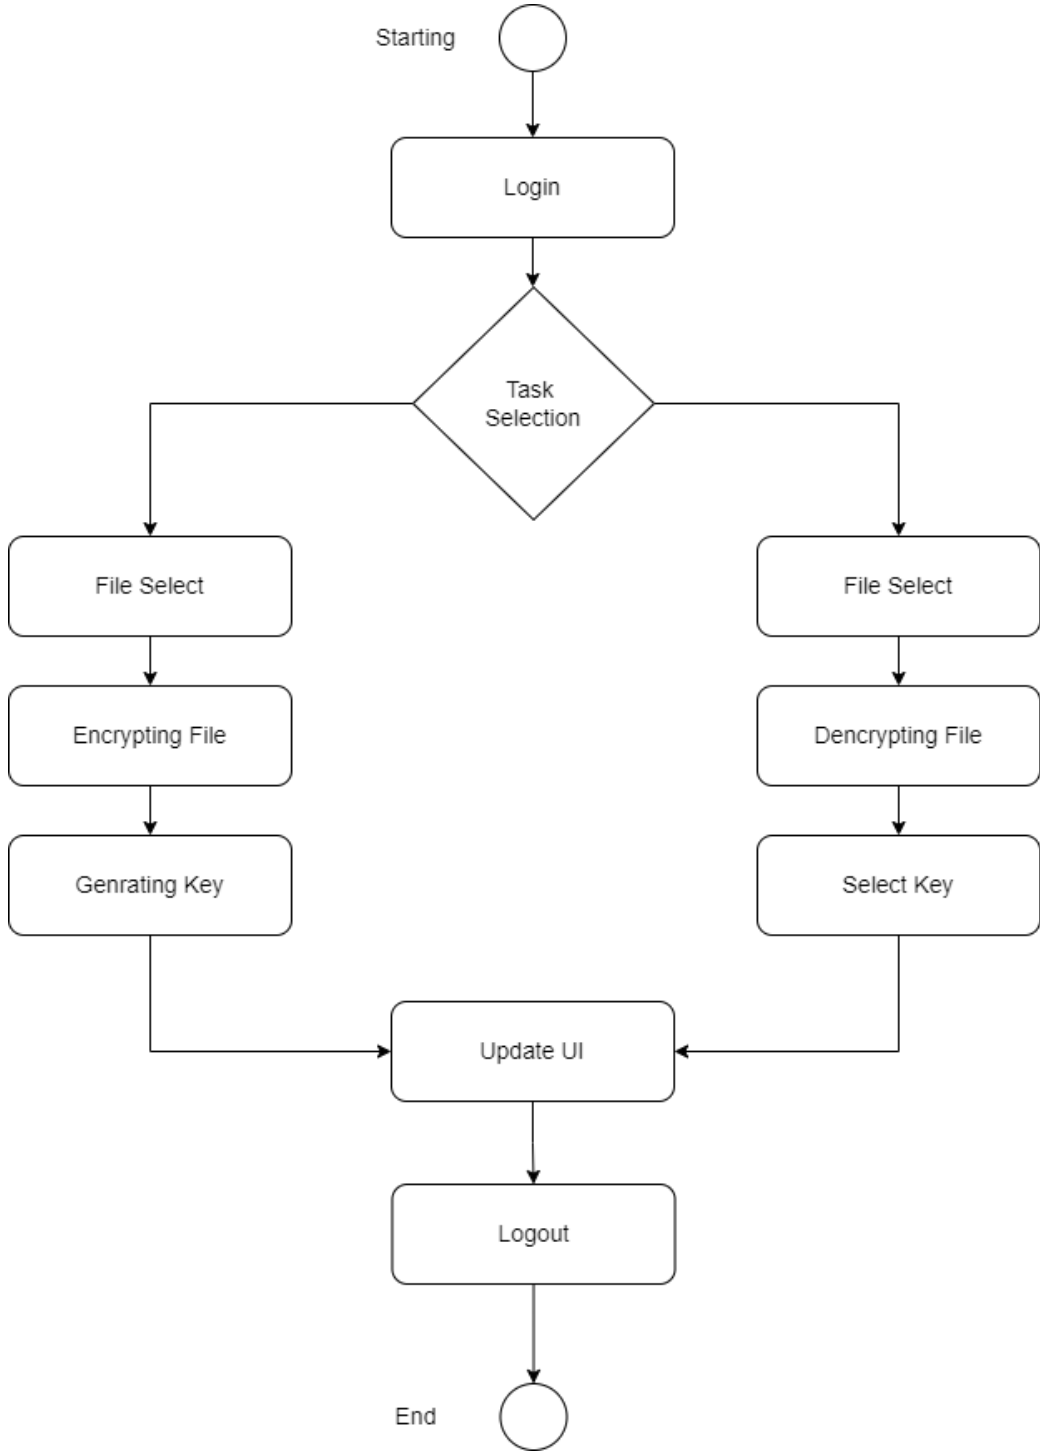 Starting
Login
Task
Selection
File Select
File Select
Encrypting File
Dencrypting File
Genrating Key
Select Key
Update UI
Logout
End